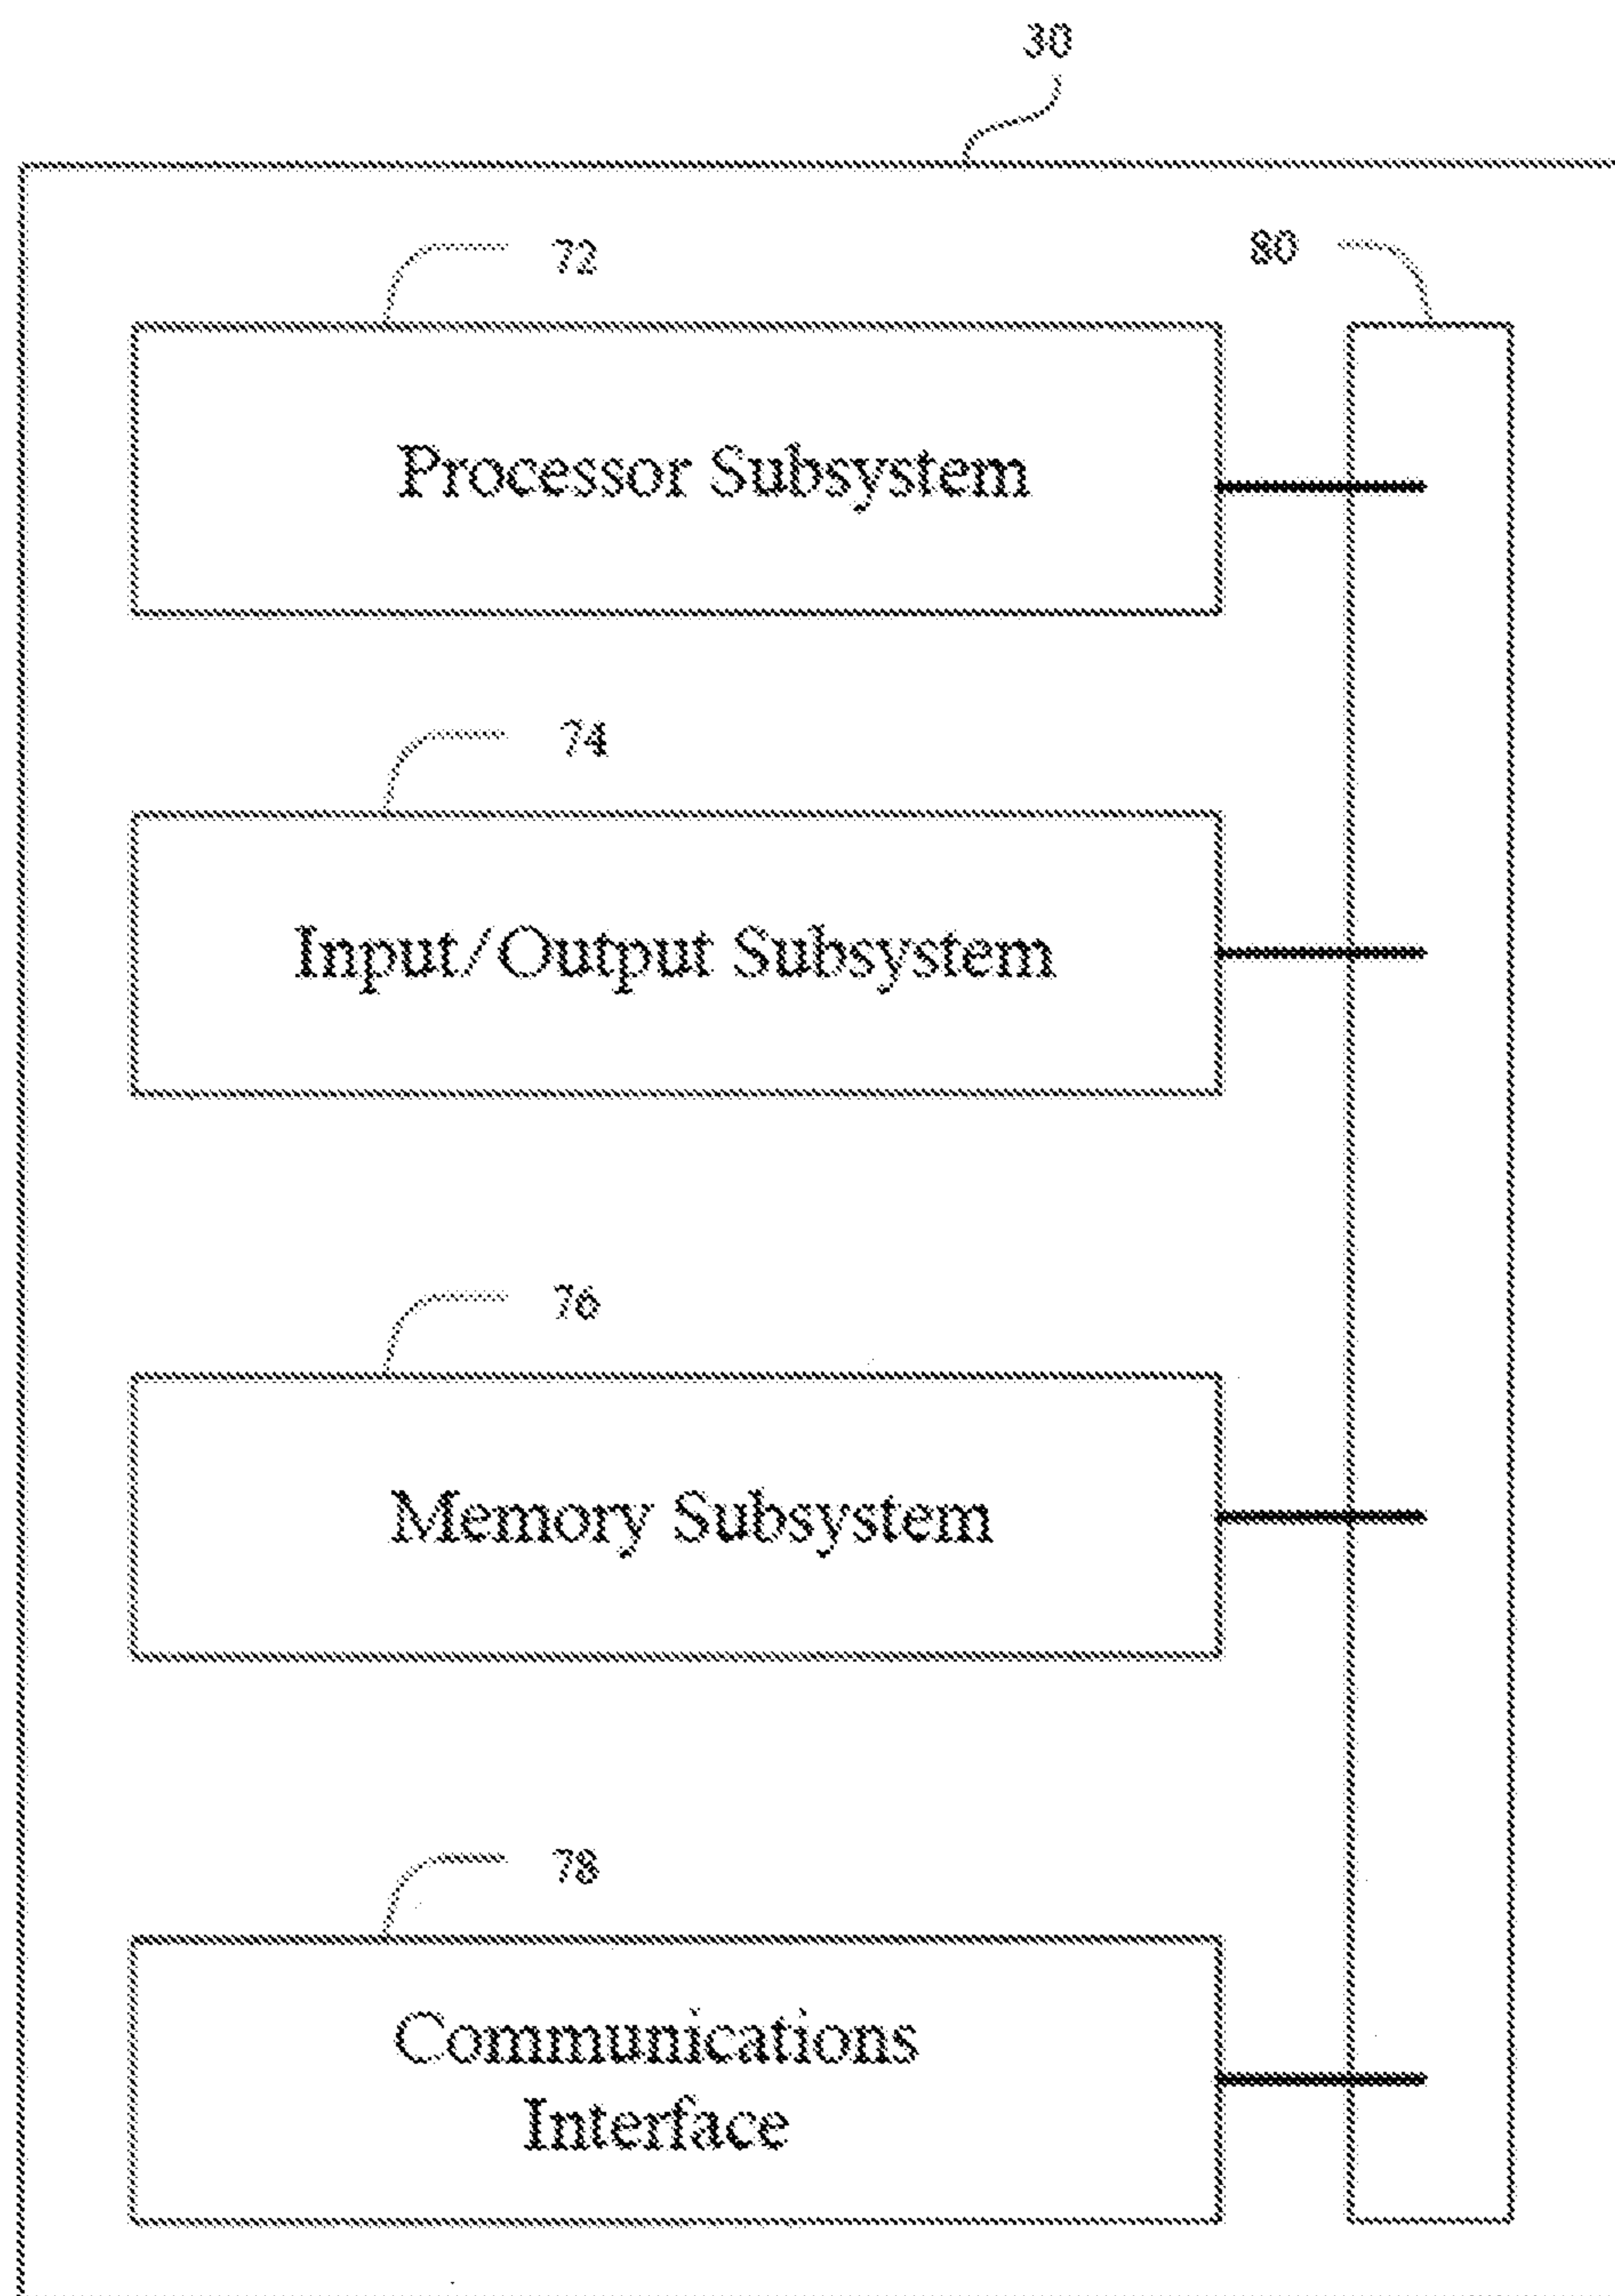 30
72
80
Processor Subsystem
74
Input/Output Subsystem
76
Memory Subsystem
78
Communications
Interface